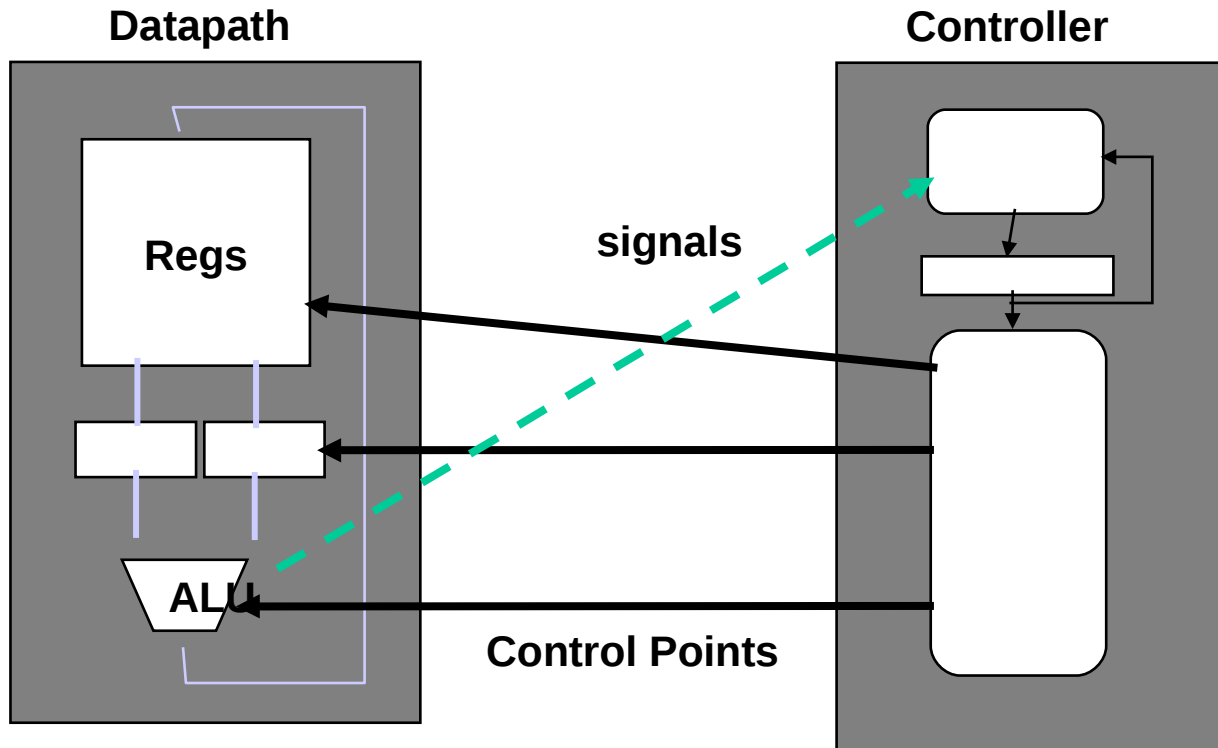 Datapath
Controller
signals
Regs
ALU
Control Points